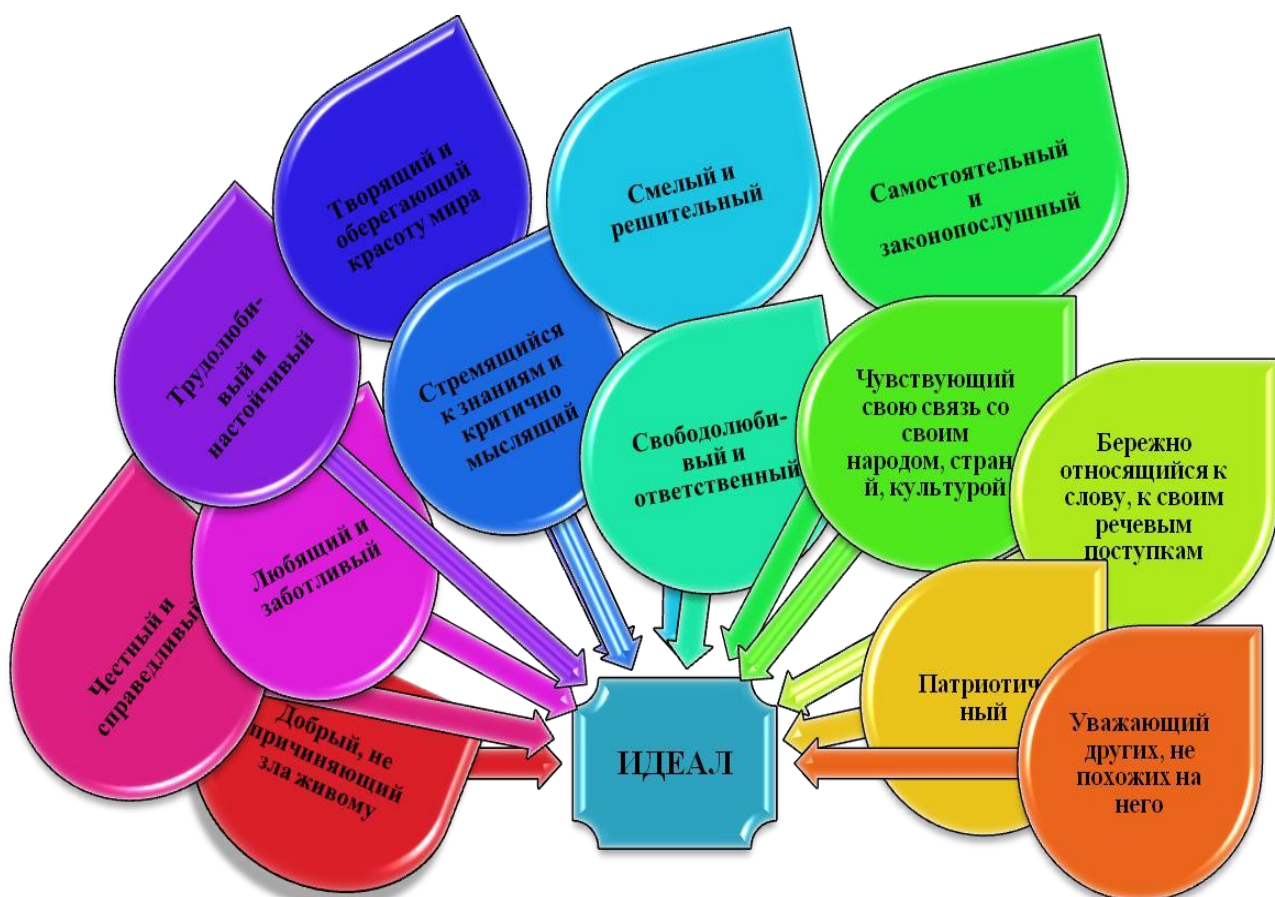 Добрый, не
причиняющий
зла живому
Честный и
справедливый
Любящий и
заботливый
Трудолюби-
вый и
настойчивый
Творящий и
оберегающий
красоту мира
Стремящийся
к знаниям и
критично
мыслящий
Смелый и
решительный
Свободолюби-
вый и
ответственный
Самостоятельный
и
законопослушный
Чувствующий
свою связь со
своим
народом, стран
й, культурой
Бережно
относящийся к
слову, к своим
речевым
поступкам
Патриотич
ный
Уважающий
других, не
похожих на
него
ИДЕАЛ